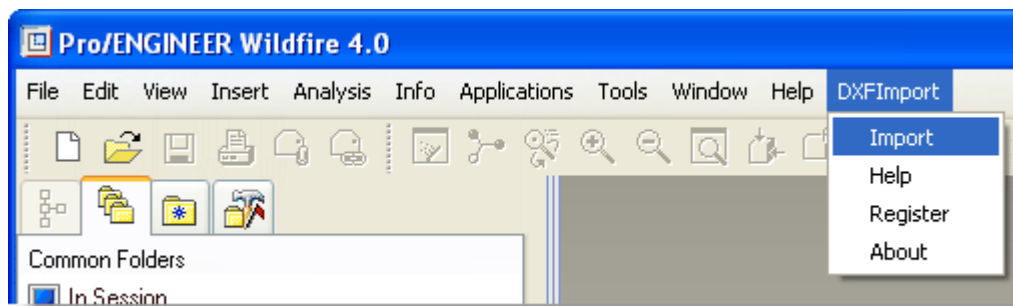 Pro/ENGINEER Wildfire 4.0
File Edit View Insert Analysis Info Applications Tools Window Help DXFImport
Import
Help
Register
About
Common Folders
In Session